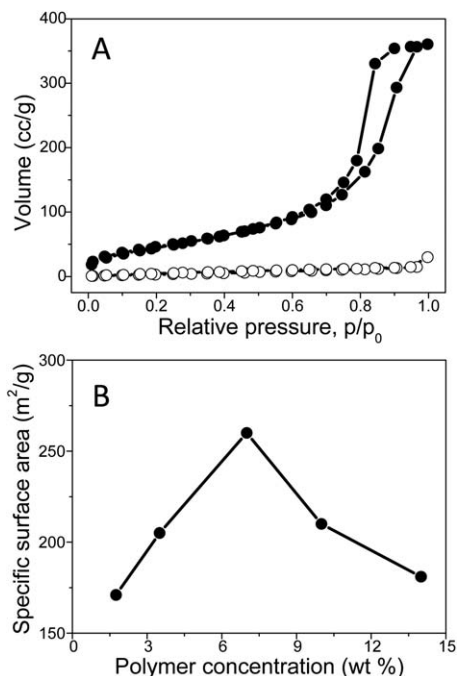 A
400
300
200
100
0
Volume (cc/g)
0.0 0.2 0.4 0.6 0.8 1.0
Relative pressure, p/p₀
B
300
250
200
150
Specific surface area (m²/g)
0 3 6 9 12 15
Polymer concentration (wt %)